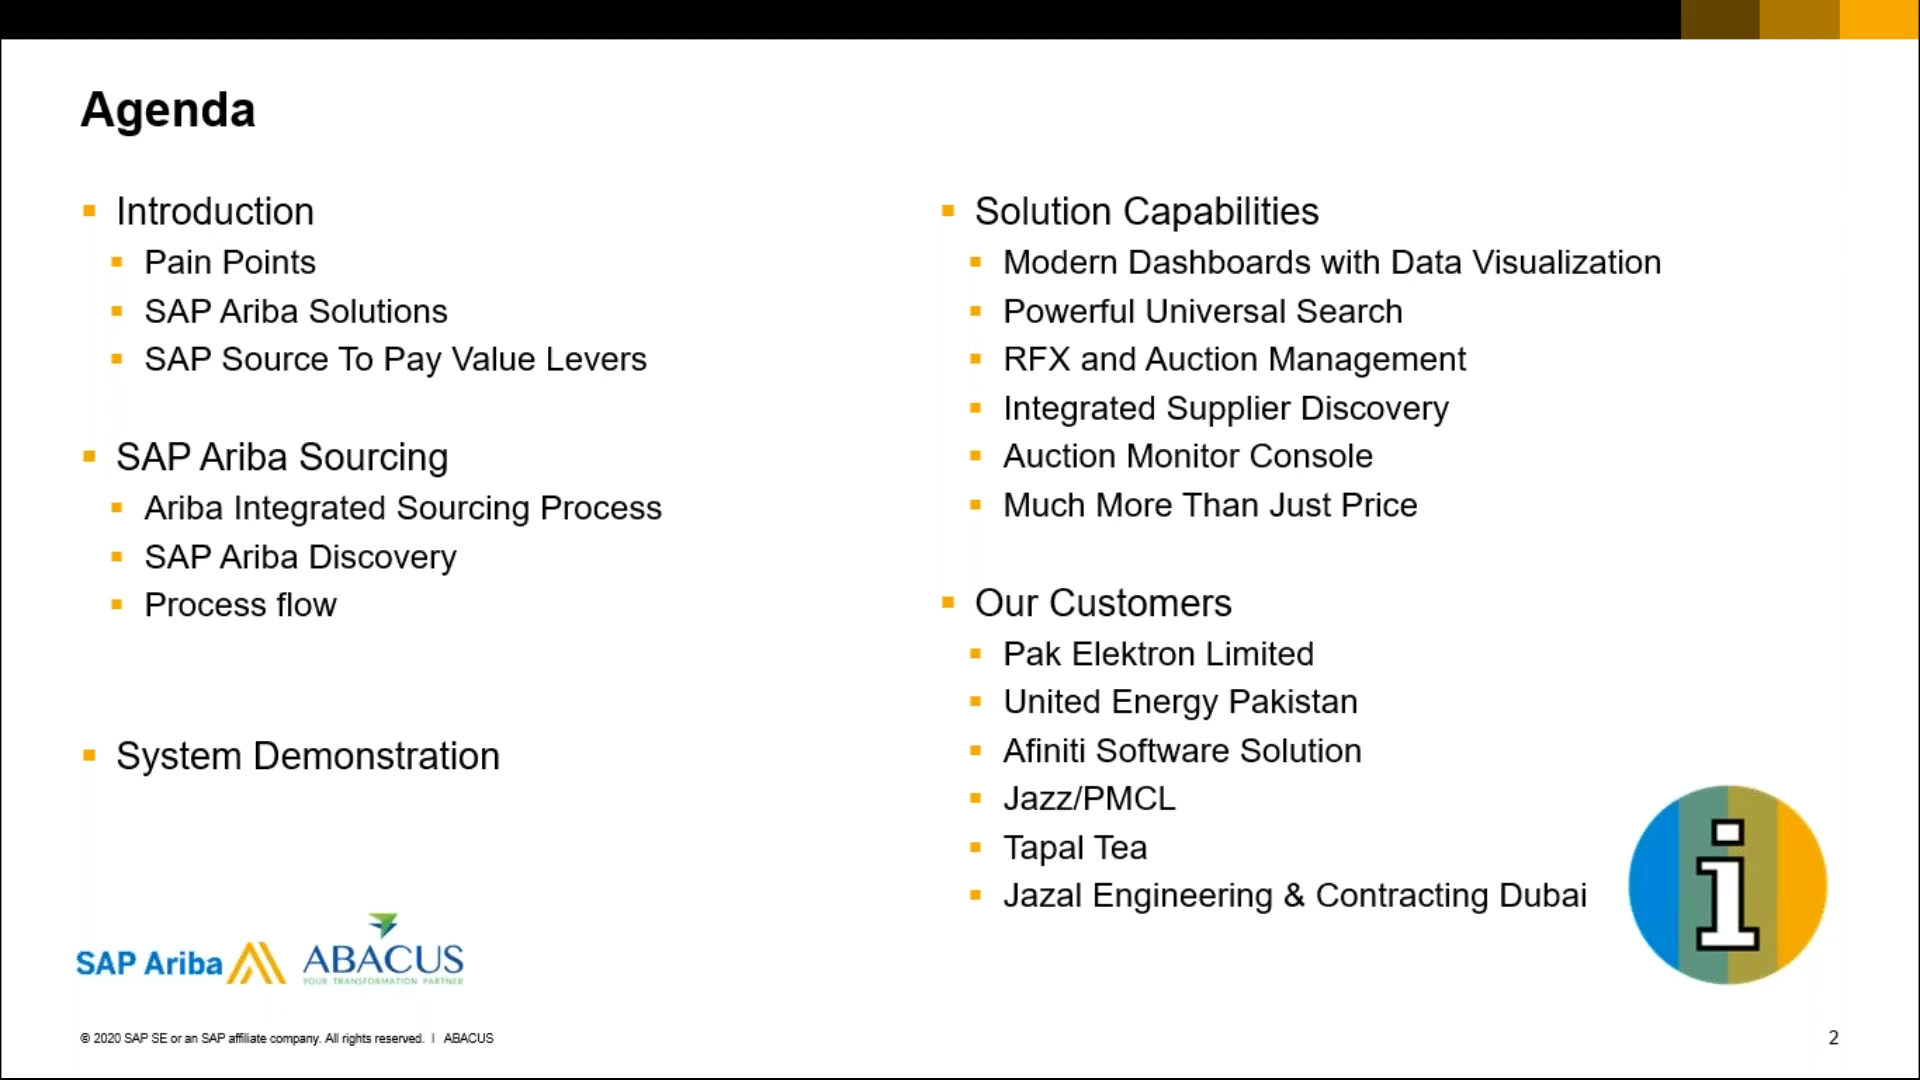 Agenda
Introduction
Pain Points
SAP Ariba Solutions
SAP Source To Pay Value Levers
SAP Ariba Sourcing
Ariba Integrated Sourcing Process
SAP Ariba Discovery
Process flow
System Demonstration
Solution Capabilities
Modern Dashboards with Data Visualization
Powerful Universal Search
RFX and Auction Management
Integrated Supplier Discovery
Auction Monitor Console
Much More Than Just Price
Our Customers
Pak Elektron Limited
United Energy Pakistan
Afiniti Software Solution
Jazz/PMCL
Tapal Tea
Jazal Engineering & Contracting Dubai
i
SAP Ariba
ABACUS
YOUR TRANSFORMATION PARTNER
© 2020 SAP SE or an SAP affiliate company. All rights reserved. | ABACUS
2